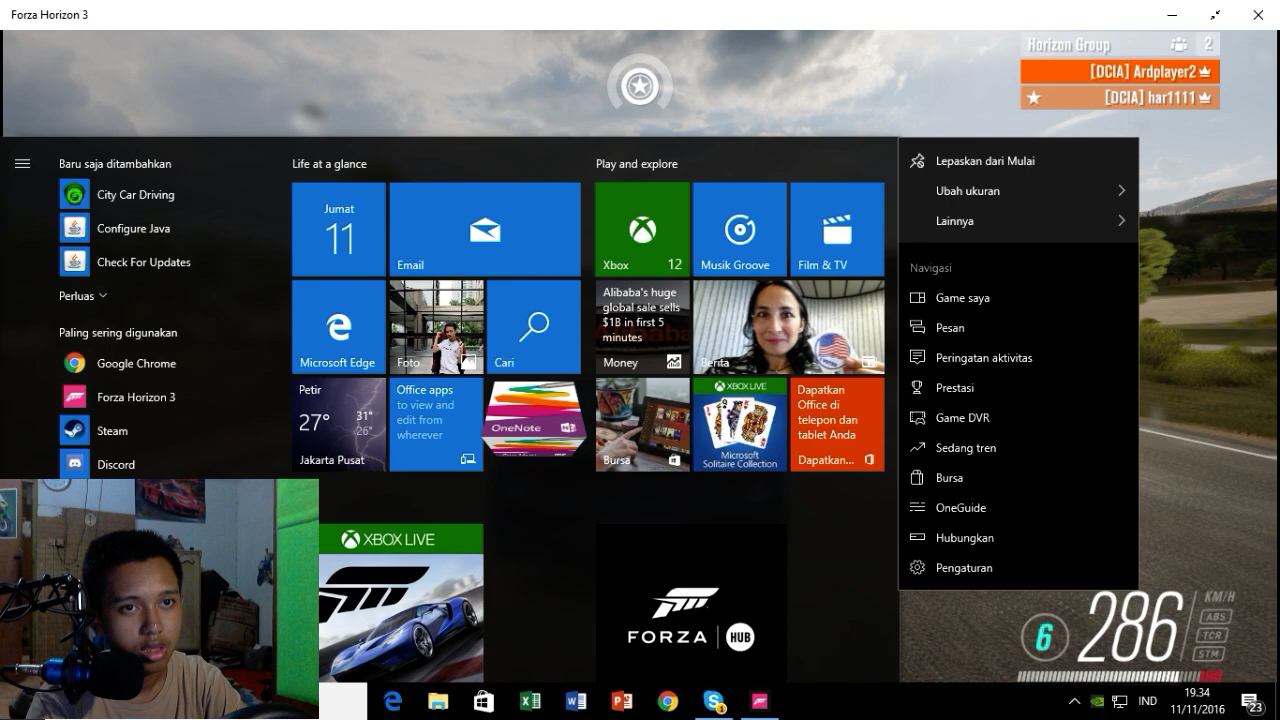 Forza Horizon 3
Horizon Group 2
[DCIA] Ardplayer2
[DCIA] har1111
Baru saja ditambahkan
City Car Driving
Configure Java
Check For Updates
Perluas
Paling sering digunakan
Google Chrome
Forza Horizon 3
Steam
Discord
Life at a glance
Jumat
11
Email
Microsoft Edge
Foto
Cari
Petir
27° 31°
26°
Jakarta Pusat
Office apps
to view and
edit from
wherever
OneNote
XBOX LIVE
Play and explore
Xbox 12
Musik Groove
Film & TV
Alibaba's huge
global sale sells
$1B in first 5
minutes
Money
Berita
Bursa
XBOX LIVE
Microsoft
Solitaire Collection
Dapatkan
Office di
telepon dan
tablet Anda
Dapatkan...
FORZA HUB
Lepaskan dari Mulai
Ubah ukuran
Lainnya
Navigasi
Game saya
Pesan
Peringatan aktivitas
Prestasi
Game DVR
Sedang tren
Bursa
OneGuide
Hubungkan
Pengaturan
6 286 KM/H
ABS
TCR
STM
IND
19.34
11/11/2016
23